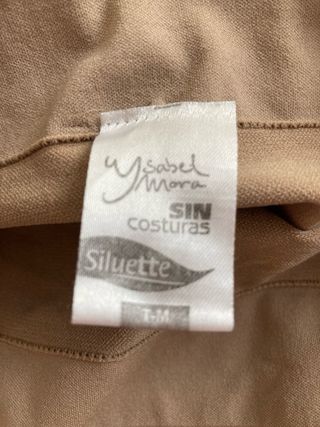 Ysabel
Mora
SIN
costuras
Siluette
T-M